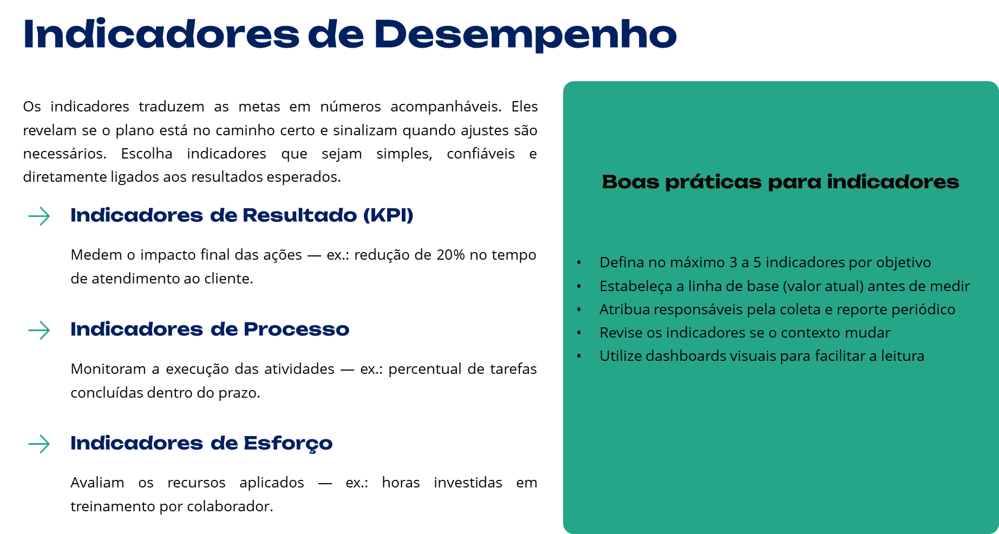 Indicadores de Desempenho
Os indicadores traduzem as metas em números acompanháveis. Eles
revelam se o plano está no caminho certo e sinalizam quando ajustes são
necessários. Escolha indicadores que sejam simples, confiáveis e
diretamente ligados aos resultados esperados.
Indicadores de Resultado (KPI)
Medem o impacto final das ações — ex.: redução de 20% no tempo
de atendimento ao cliente.
Indicadores de Processo
Monitoram a execução das atividades — ex.: percentual de tarefas
concluídas dentro do prazo.
Indicadores de Esforço
Avaliam os recursos aplicados — ex.: horas investidas em
treinamento por colaborador.
Boas práticas para indicadores
• Defina no máximo 3 a 5 indicadores por objetivo
• Estabeleça a linha de base (valor atual) antes de medir
• Atribua responsáveis pela coleta e reporte periódico
• Revise os indicadores se o contexto mudar
• Utilize dashboards visuais para facilitar a leitura